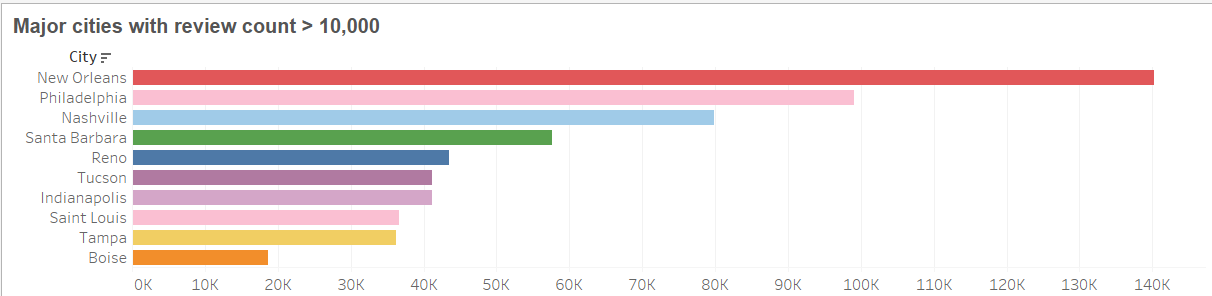 Major cities with review count > 10,000
City
New Orleans
Philadelphia
Nashville
Santa Barbara
Reno
Tucson
Indianapolis
Saint Louis
Tampa
Boise
0K 10K 20K 30K 40K 50K 60K 70K 80K 90K 100K 110K 120K 130K 140K